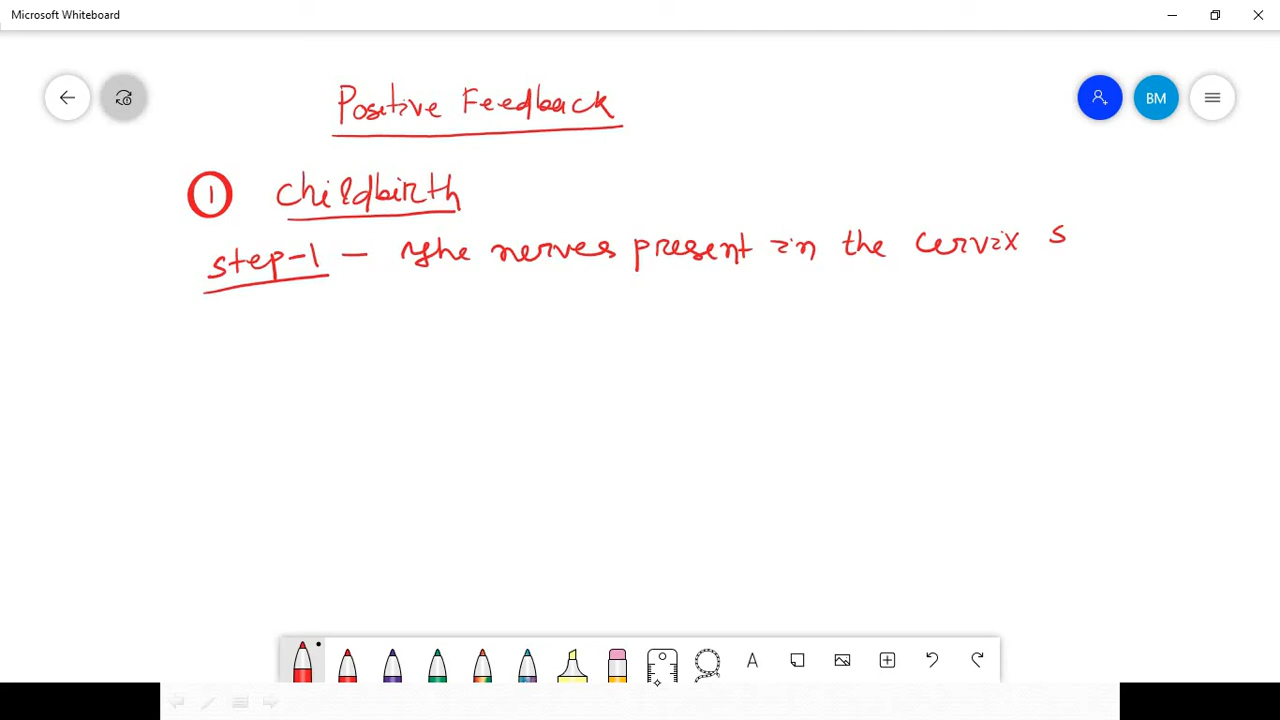 Microsoft Whiteboard
BM
Positive Feedback
1 Childbirth
step-1 - The nerves present in the cervix s
A